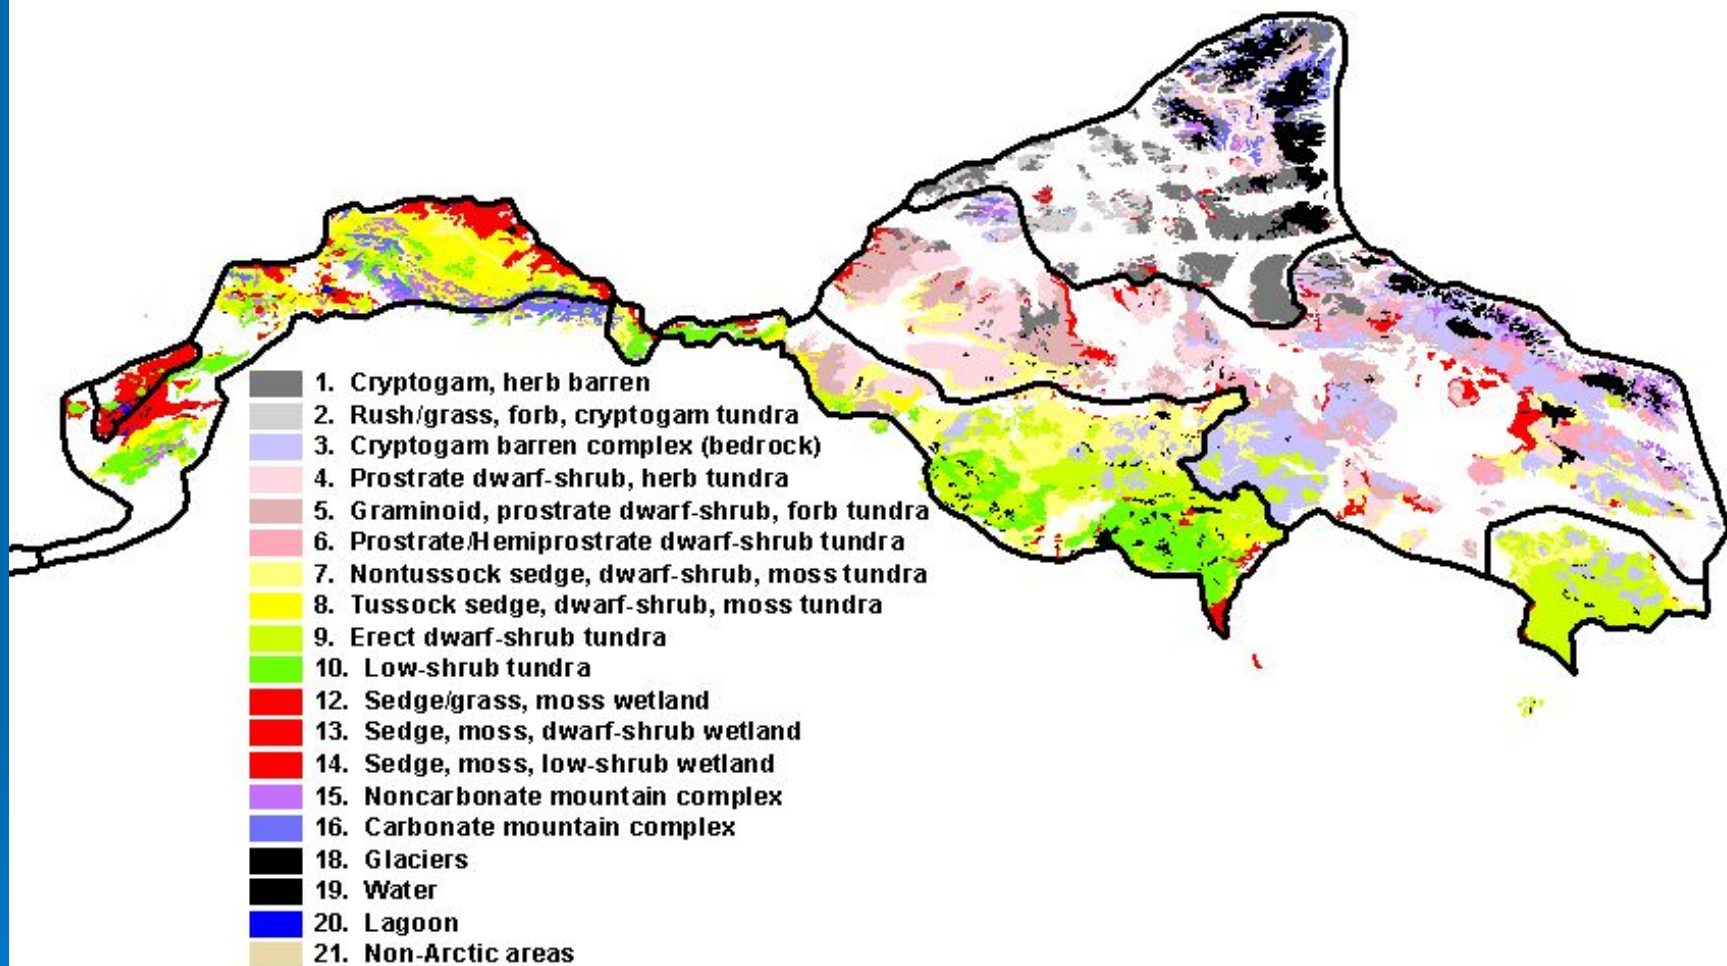 1. Cryptogam, herb barren
2. Rush/grass, forb, cryptogam tundra
3. Cryptogam barren complex (bedrock)
4. Prostrate dwarf-shrub, herb tundra
5. Graminoid, prostrate dwarf-shrub, forb tundra
6. Prostrate/Hemiprostrate dwarf-shrub tundra
7. Nontussock sedge, dwarf-shrub, moss tundra
8. Tussock sedge, dwarf-shrub, moss tundra
9. Erect dwarf-shrub tundra
10. Low-shrub tundra
12. Sedge/grass, moss wetland
13. Sedge, moss, dwarf-shrub wetland
14. Sedge, moss, low-shrub wetland
15. Noncarbonate mountain complex
16. Carbonate mountain complex
18. Glaciers
19. Water
20. Lagoon
21. Non-Arctic areas